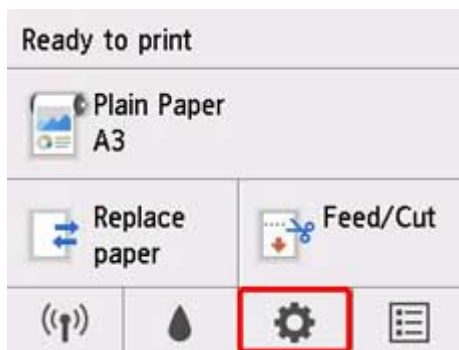 Ready to print
Plain Paper
A3
Replace
paper
Feed/Cut